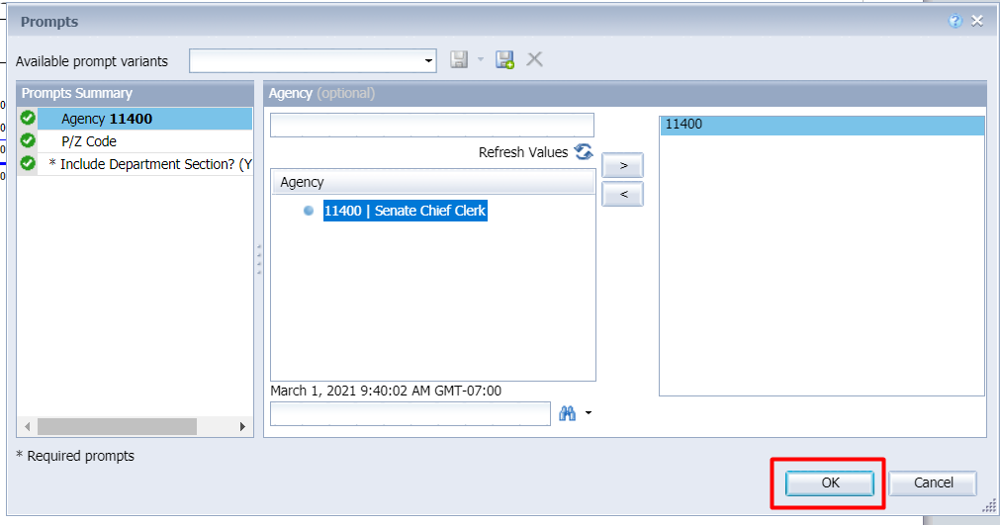 Prompts
Available prompt variants
Prompts Summary
Agency 11400
P/Z Code
* Include Department Section? (Y
* Required prompts
Agency (optional)
Refresh Values
Agency
11400 | Senate Chief Clerk
March 1, 2021 9:40:02 AM GMT-07:00
>
<
11400
OK
Cancel